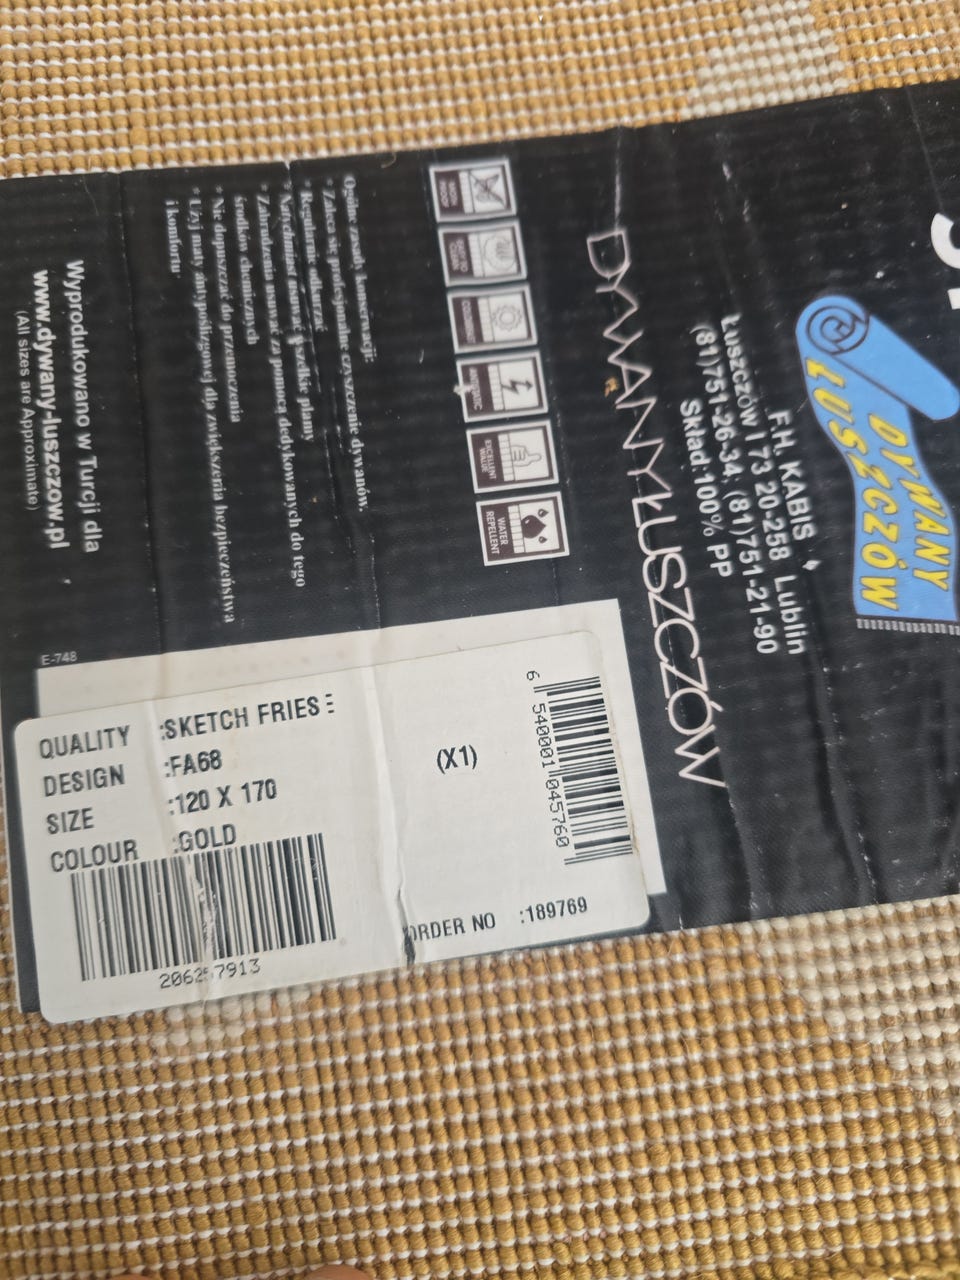 DYWANY
ŁUSZCZÓW
F.H. KABIS
Łuszczów I 73 20-258 Lublin
(81)751-26-34; (81)751-21-90
Skład:100% PP
DYWANYŁUSZCZÓW
EXCELLENT VALUE
WATER REPELLENT
Ogólne zasady konserwacji:
* Zaleca się profesjonalne czyszczenie dywanów.
* Regularnie odkurzać
* Natychmiast usuwać wszelkie plamy
* Zabrudzenia usuwać za pomocą dedykowanych do tego
środków chemicznych
* Nie dopuszczać do przemoczenia
* Użyj maty antypoślizgowej dla zwiększenia bezpieczeństwa
i komfortu
Wyprodukowano w Turcji dla
www.dywany-luszczow.pl
(All sizes are Approximate)
E-748
QUALITY :SKETCH FRIES
DESIGN :FA68
SIZE :120 X 170
COLOUR :GOLD
206257913
(X1)
6 540001 045760
ORDER NO :189769